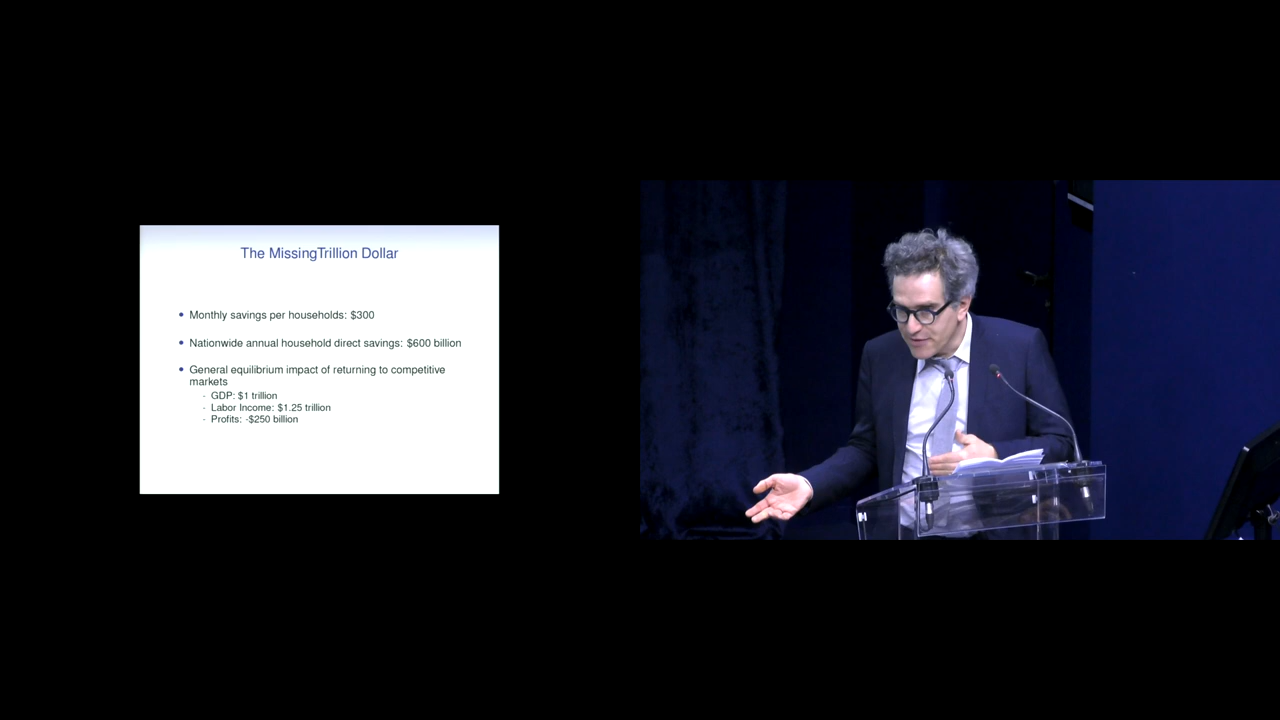 The MissingTrillion Dollar
• Monthly savings per households: $300
• Nationwide annual household direct savings: $600 billion
• General equilibrium impact of returning to competitive
markets
- GDP: $1 trillion
- Labor Income: $1.25 trillion
- Profits: -$250 billion